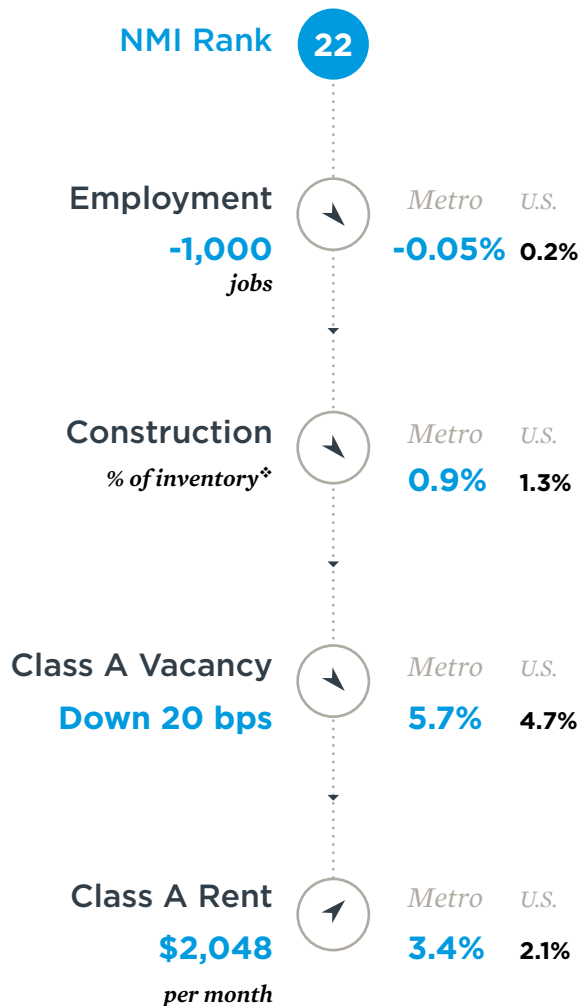 NMI Rank 22
Employment Metro U.S.
-1,000 -0.05% 0.2%
jobs
Construction Metro U.S.
% of inventory❖ 0.9% 1.3%
Class A Vacancy Metro U.S.
Down 20 bps 5.7% 4.7%
Class A Rent Metro U.S.
$2,048 3.4% 2.1%
per month